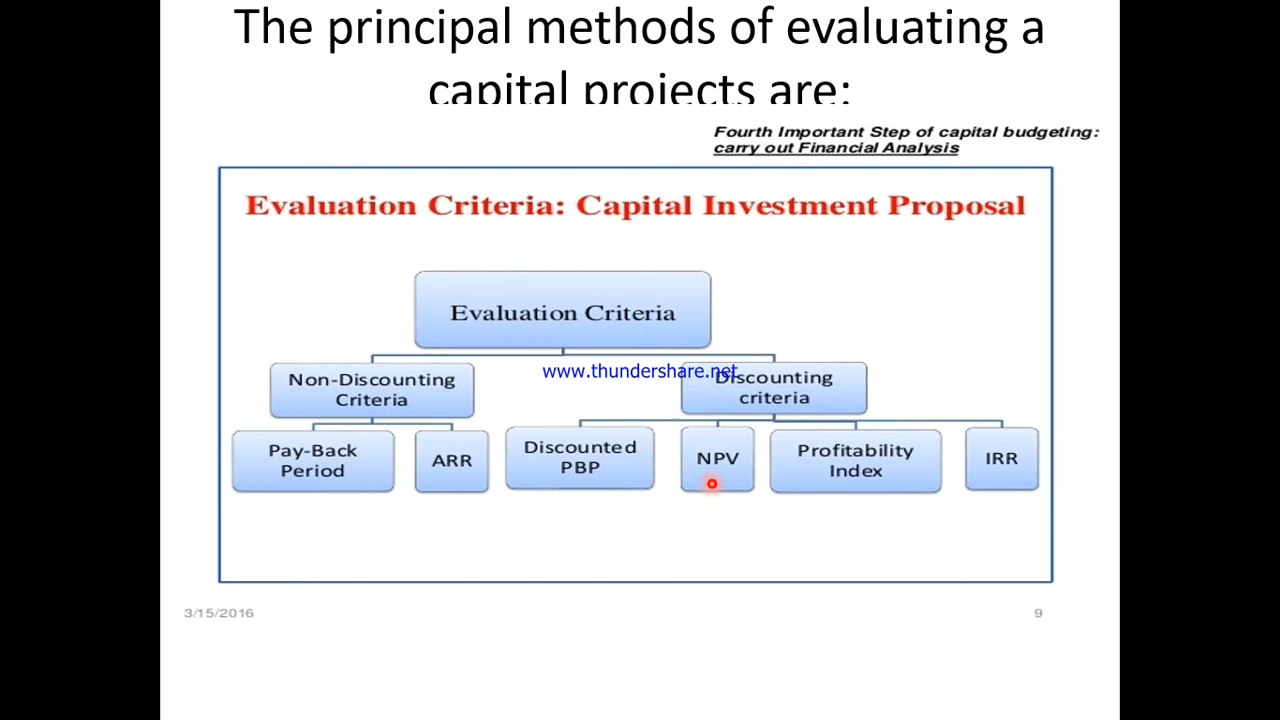 The principal methods of evaluating a
capital projects are:
Fourth Important Step of capital budgeting:
carry out Financial Analysis
Evaluation Criteria: Capital Investment Proposal
Evaluation Criteria
www.thundershare.net
Non-Discounting
Criteria
Discounting
criteria
Pay-Back
Period
ARR
Discounted
PBP
NPV
Profitability
Index
IRR
3/15/2016
9